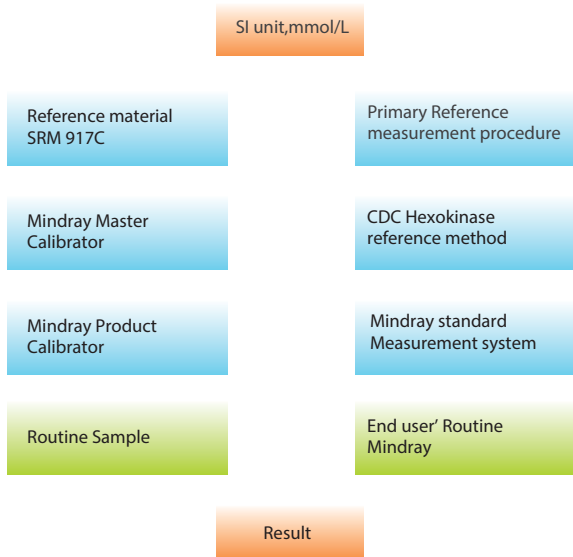 SI unit,mmol/L
Reference material
SRM 917C
Primary Reference
measurement procedure
Mindray Master
Calibrator
CDC Hexokinase
reference method
Mindray Product
Calibrator
Mindray standard
Measurement system
Routine Sample
End user' Routine
Mindray
Result